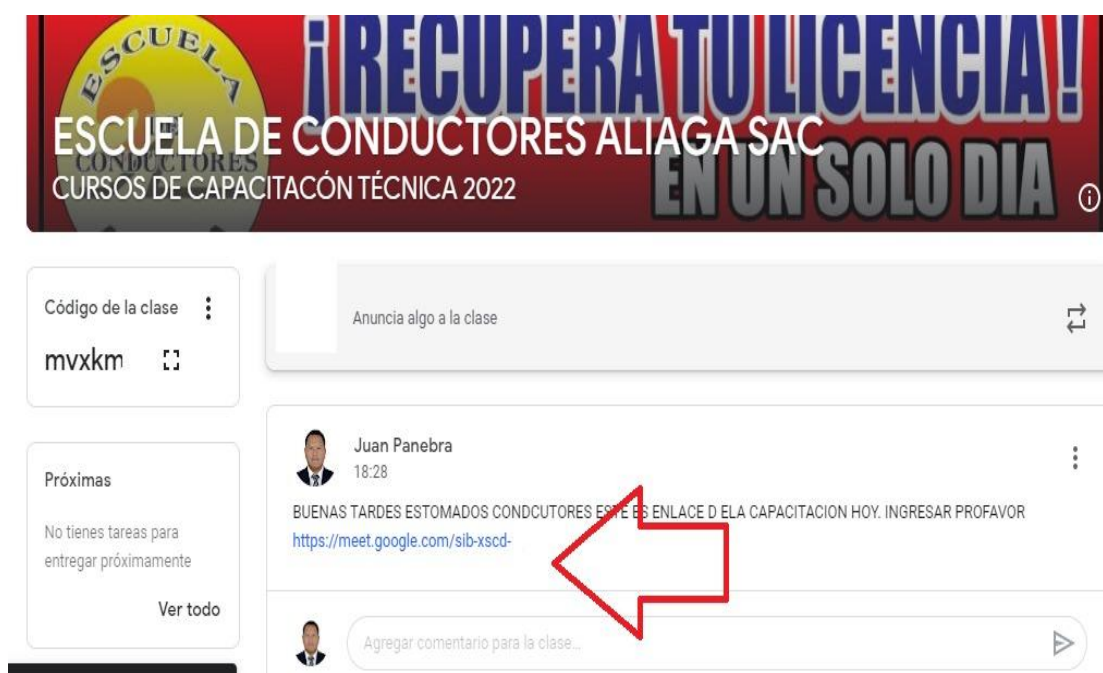 ESCUELA
DE
CONDUCTORES
¡RECUPERA TU LICENCIA!
EN UN SOLO DIA
ESCUELA DE CONDUCTORES ALIAGA SAC
CURSOS DE CAPACITACÓN TÉCNICA 2022
Código de la clase
mvxkm
Anuncia algo a la clase
Próximas
No tienes tareas para
entregar próximamente
Ver todo
Juan Panebra
18:28
BUENAS TARDES ESTOMADOS CONDCUTORES ESTE ES ENLACE D ELA CAPACITACION HOY. INGRESAR PROFAVOR
https://meet.google.com/sib-xscd-
Agregar comentario para la clase...